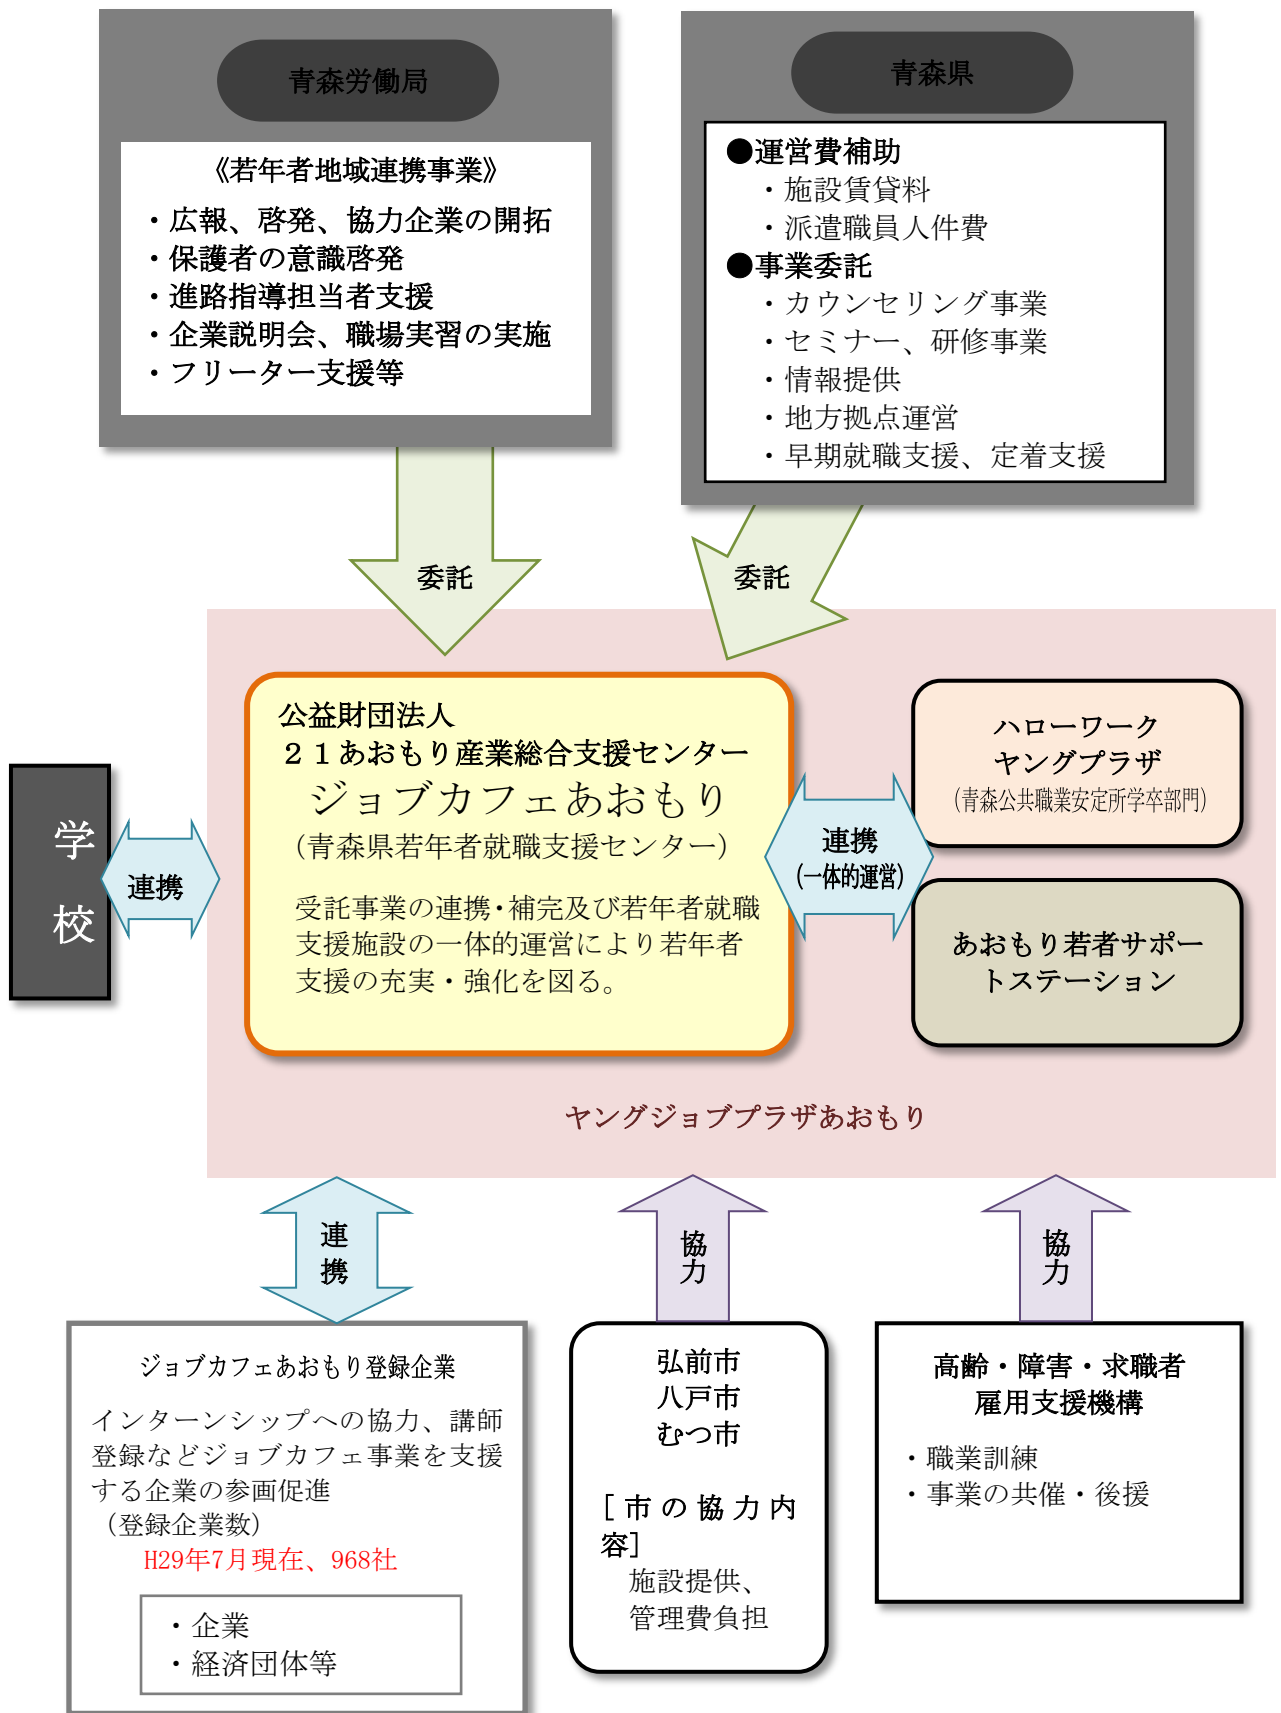 青森労働局
《若年者地域連携事業》
・広報、啓発、協力企業の開拓
・保護者の意識啓発
・進路指導担当者支援
・企業説明会、職場実習の実施
・フリーター支援等
青森県
●運営費補助
・施設賃貸料
・派遣職員人件費
●事業委託
・カウンセリング事業
・セミナー、研修事業
・情報提供
・地方拠点運営
・早期就職支援、定着支援
委託
委託
学
校
連携
公益財団法人
２１あおもり産業総合支援センター
ジョブカフェあおもり
（青森県若年者就職支援センター）
受託事業の連携・補完及び若年者就職
支援施設の一体的運営により若年者
支援の充実・強化を図る。
連携
（一体的運営）
ハローワーク
ヤングプラザ
（青森公共職業安定所学卒部門）
あおもり若者サポー
トステーション
ヤングジョブプラザあおもり
連
携
協
力
協
力
ジョブカフェあおもり登録企業
インターンシップへの協力、講師
登録などジョブカフェ事業を支援
する企業の参画促進
（登録企業数）
H29年7月現在、968社
・企業
・経済団体等
弘前市
八戸市
むつ市
［市の協力内
容］
施設提供、
管理費負担
高齢・障害・求職者
雇用支援機構
・職業訓練
・事業の共催・後援